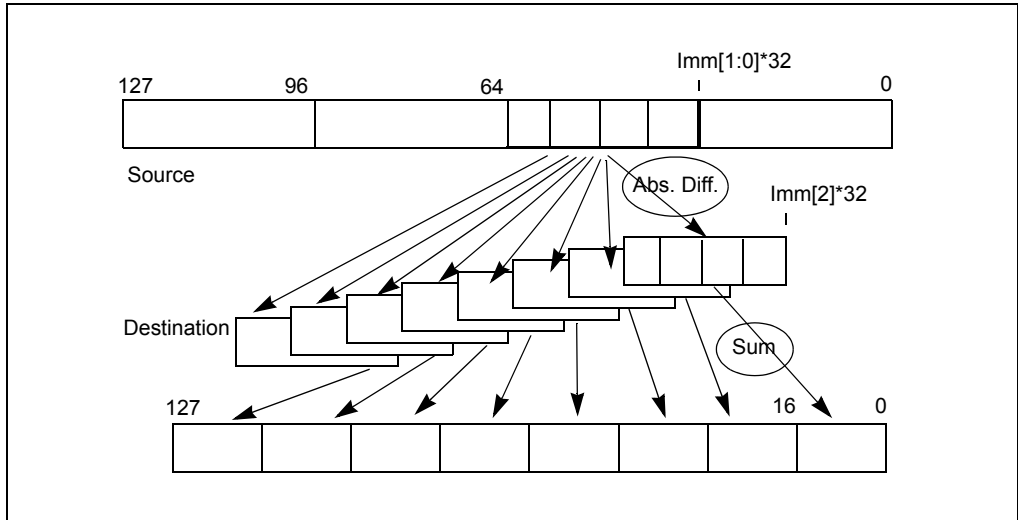 Imm[1:0]*32
127 96 64 0
Source
Abs. Diff.
Imm[2]*32
Destination
Sum
127 16 0